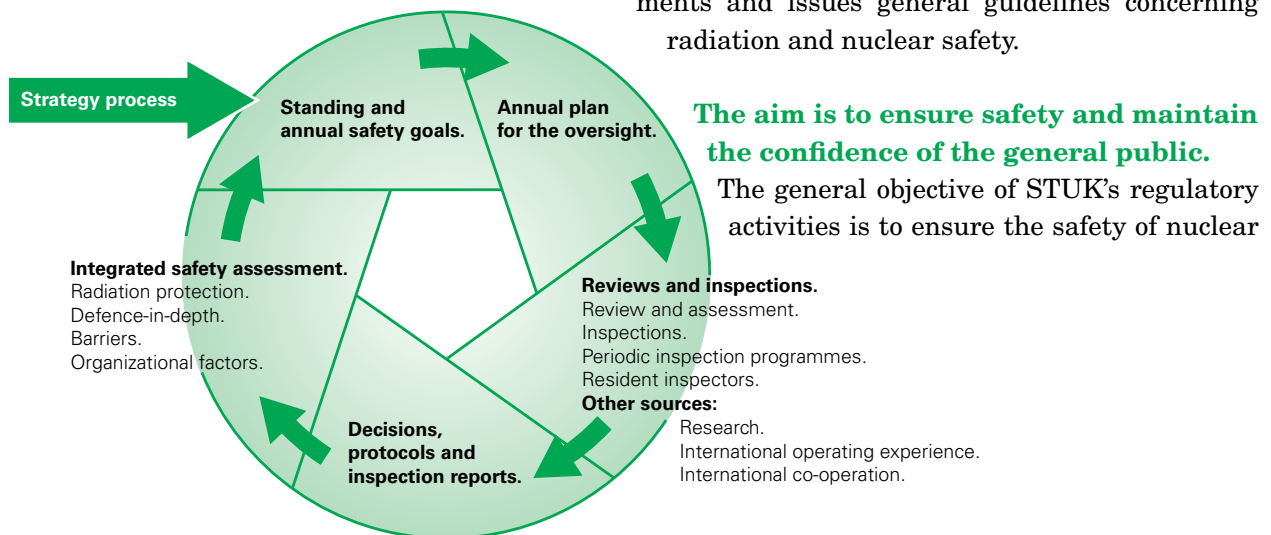 ments and issues general guidelines concerning
radiation and nuclear safety.
The aim is to ensure safety and maintain
the confidence of the general public.
The general objective of STUK's regulatory
activities is to ensure the safety of nuclear
Strategy process
Standing and
annual safety goals.
Annual plan
for the oversight.
Reviews and inspections.
Review and assessment.
Inspections.
Periodic inspection programmes.
Resident inspectors.
Other sources:
Research.
International operating experience.
International co-operation.
Decisions,
protocols and
inspection reports.
Integrated safety assessment.
Radiation protection.
Defence-in-depth.
Barriers.
Organizational factors.